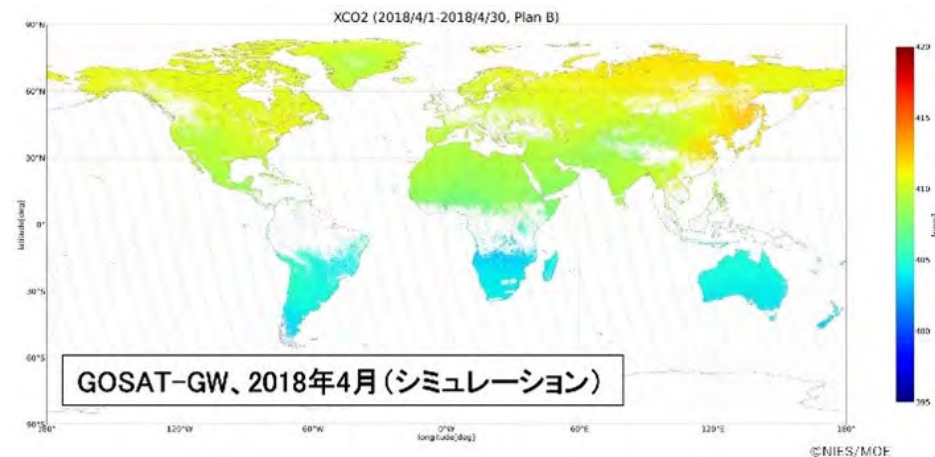 XCO2 (2018/4/1-2018/4/30, Plan B)
90°N
60°N
30°N
0°
30°S
60°S
90°S
latitude[deg]
180°
120°W
60°W
0°W
60°E
120°E
180°
longitude[deg]
420
415
410
405
400
395
GOSAT-GW、2018年4月(シミュレーション)
©NIES/MOE